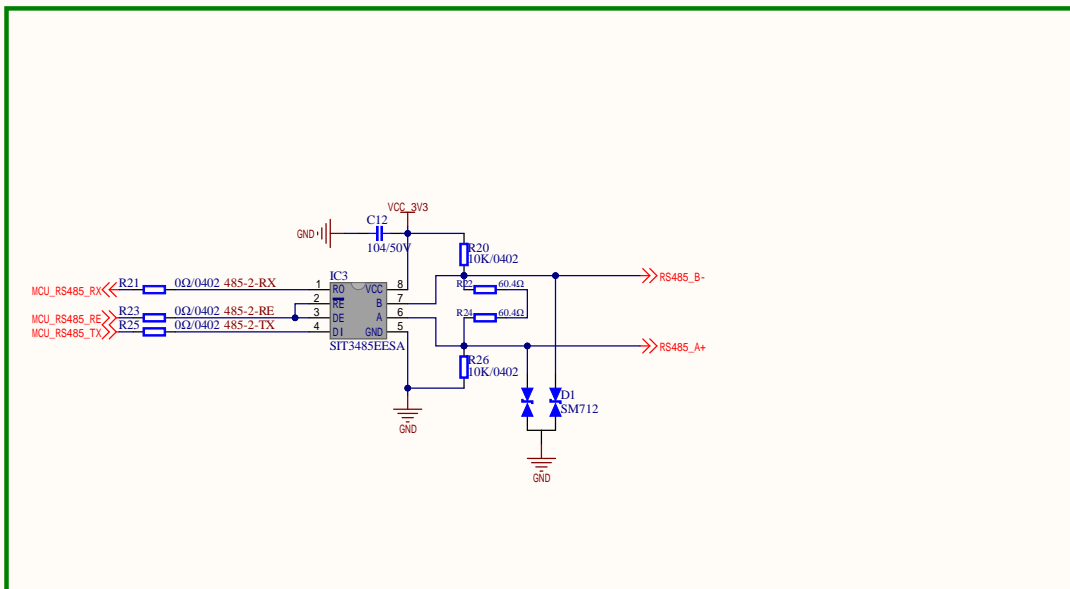 VCC_3V3
C12
GND
104/50V
R20
10K/0402
IC3
R21
0Ω/0402
485-2-RX
1
RO
VCC
8
R22
60.4Ω
RS485_B-
MCU_RS485_RX
2
RE
B
7
R23
0Ω/0402
485-2-RE
3
DE
A
6
R24
60.4Ω
MCU_RS485_RE
R25
0Ω/0402
485-2-TX
4
DI
GND
5
MCU_RS485_TX
SIT3485EESA
RS485_A+
R26
10K/0402
D1
SM712
GND
GND